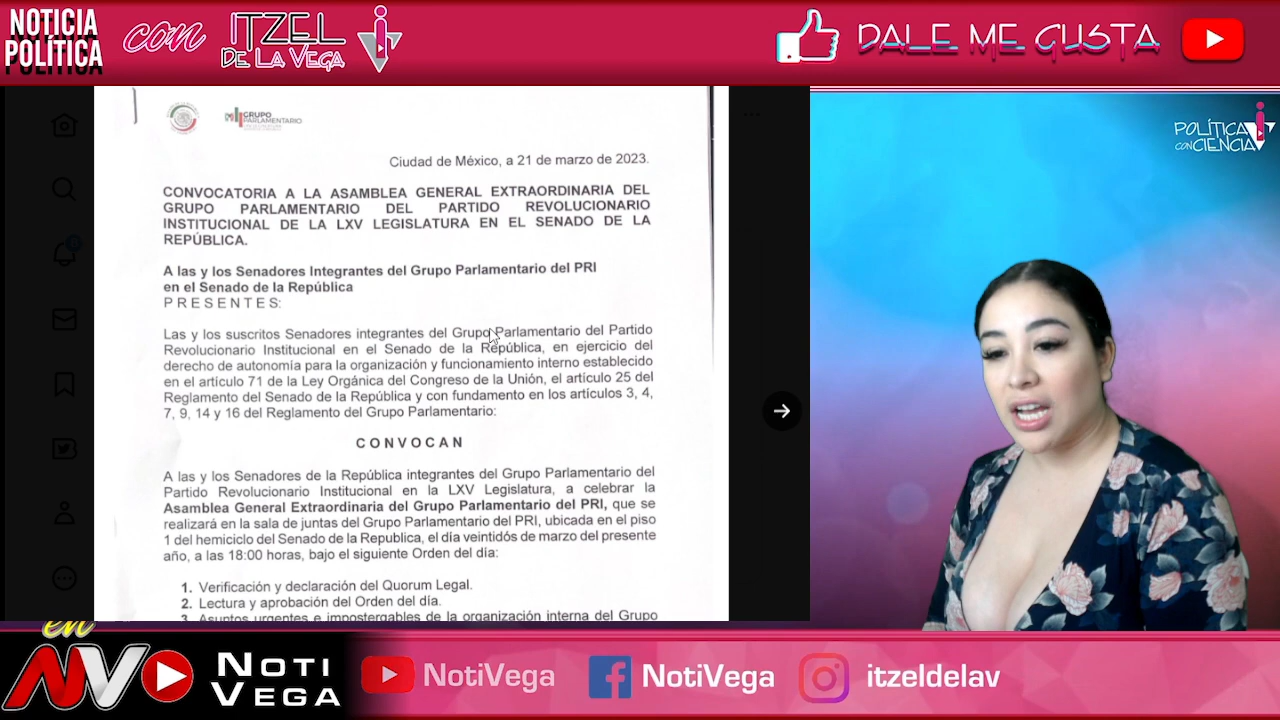 NOTICIA
POLÍTICA
con
ITZEL
DE LA VEGA
DALE ME GUSTA
POLÍTICA
CON CIENCIA
GRUPO
PARLAMENTARIO
Ciudad de México, a 21 de marzo de 2023.
CONVOCATORIA A LA ASAMBLEA GENERAL EXTRAORDINARIA DEL
GRUPO PARLAMENTARIO DEL PARTIDO REVOLUCIONARIO
INSTITUCIONAL DE LA LXV LEGISLATURA EN EL SENADO DE LA
REPÚBLICA.
A las y los Senadores Integrantes del Grupo Parlamentario del PRI
en el Senado de la República
P R E S E N T E S:
Las y los suscritos Senadores integrantes del Grupo Parlamentario del Partido
Revolucionario Institucional en el Senado de la República, en ejercicio del
derecho de autonomía para la organización y funcionamiento interno establecido
en el artículo 71 de la Ley Orgánica del Congreso de la Unión, el artículo 25 del
Reglamento del Senado de la República y con fundamento en los artículos 3, 4,
7, 9, 14 y 16 del Reglamento del Grupo Parlamentario:
C O N V O C A N
A las y los Senadores de la República integrantes del Grupo Parlamentario del
Partido Revolucionario Institucional en la LXV Legislatura, a celebrar la
Asamblea General Extraordinaria del Grupo Parlamentario del PRI, que se
realizará en la sala de juntas del Grupo Parlamentario del PRI, ubicada en el piso
1 del hemiciclo del Senado de la Republica, el día veintidós de marzo del presente
año, a las 18:00 horas, bajo el siguiente Orden del día:
1. Verificación y declaración del Quorum Legal.
2. Lectura y aprobación del Orden del día.
3. Asuntos urgentes e impostergables de la organización interna del Grupo
en
NV
NOTI
VEGA
NotiVega
NotiVega
itzeldelav